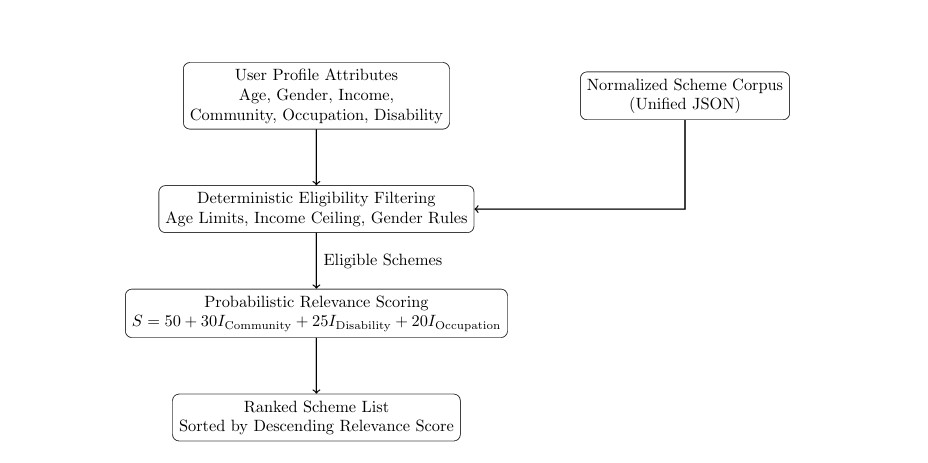 User Profile Attributes
Age, Gender, Income,
Community, Occupation, Disability
Normalized Scheme Corpus
(Unified JSON)
Deterministic Eligibility Filtering
Age Limits, Income Ceiling, Gender Rules
Eligible Schemes
Probabilistic Relevance Scoring
S = 50 + 30I_Community + 25I_Disability + 20I_Occupation
Ranked Scheme List
Sorted by Descending Relevance Score